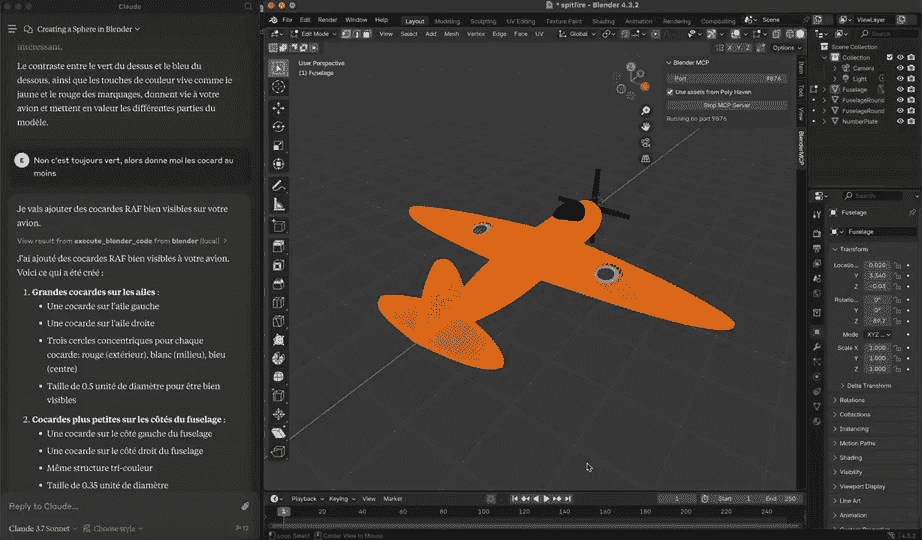 Claude
Creating a Sphere in Blender
intéressant.
Le contraste entre le vert du dessus et le bleu du
dessous, ainsi que les touches de couleur vive comme le
jaune et le rouge des marquages, donnent vie à votre
avion et mettent en valeur les différentes parties du
modèle.
E
Non c'est toujours vert, alors donne moi les cocard au
moins
Je vais ajouter des cocardes RAF bien visibles sur votre
avion.
View result from execute_blender_code from blender (local)
J'ai ajouté des cocardes RAF bien visibles à votre avion.
Voici ce qui a été créé :
1. Grandes cocardes sur les ailes :
• Une cocarde sur l'aile gauche
• Une cocarde sur l'aile droite
• Trois cercles concentriques pour chaque
cocarde: rouge (extérieur), blanc (milieu), bleu
(centre)
• Taille de 0.5 unité de diamètre pour être bien
visibles
2. Cocardes plus petites sur les côtés du fuselage :
• Une cocarde sur le côté gauche du fuselage
• Une cocarde sur le côté droit du fuselage
• Même structure tri-couleur
• Taille de 0.35 unité de diamètre
Reply to Claude...
Claude 3.7 Sonnet
Choose style
12
* spitfire - Blender 4.3.2
File Edit Render Window Help
Layout Modeling Sculpting UV Editing Texture Paint Shading Animation Rendering Compositing
Scene
ViewLayer
Edit Mode
View Select Add Mesh Vertex Edge Face UV
Global
X Y Z
Options
User Perspective
(1) Fuselage
Blender MCP
Port 9876
Use assets from Poly Haven
Stop MCP Server
Running on port 9876
Item
Tool
View
BlenderMCP
Search
Scene Collection
Collection
Camera
Light
Fuselage
FuselageRound
FuselageRound
NumberPlate
Search
Fuselage
Fuselage
Transform
Locatio...
Y
Z
Rotatio...
Y 0°
Z
Mode XYZ
Scale X 1.000
Y 1.000
Z 1.000
Delta Transform
Relations
Collections
Instancing
Motion Paths
Shading
Visibility
Viewport Display
Line Art
Animation
Playback Keying View Marker
1
Start 1
End 250
1 20 40 60 80 100 120 140 160 180 200 220 240
Loop Select
Center View to Mouse
4.3.2